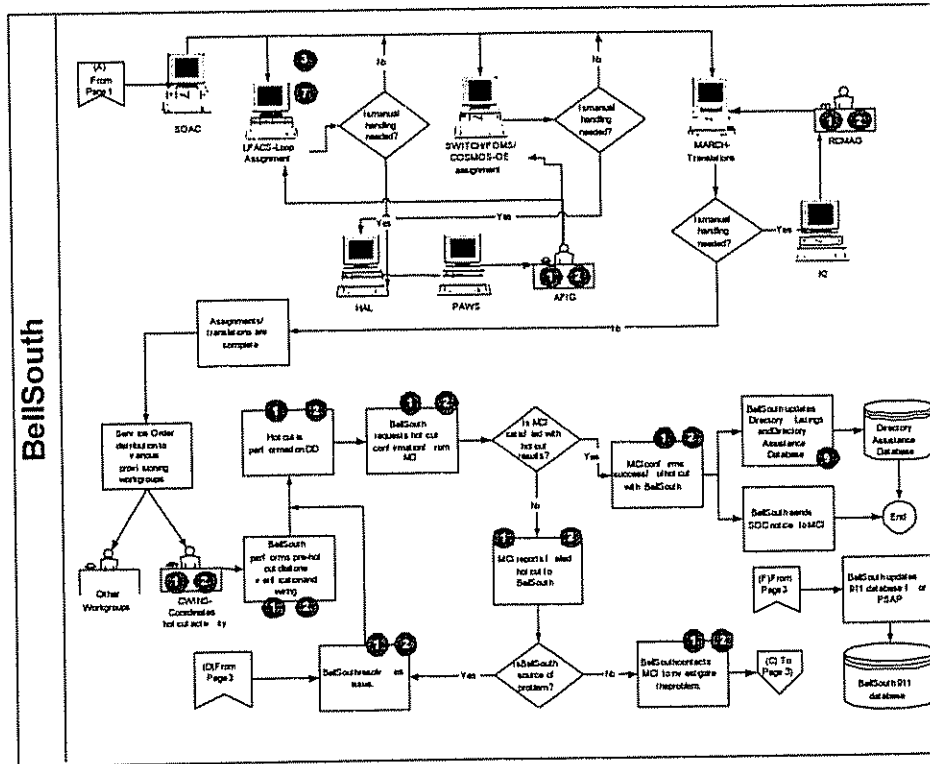 BellSouth
(A)
From
Page 1
SOAC
LFACS-Loop
Assignment
No
Is manual
handling
needed?
SWITCH/FOMS/
COSMOS-OE
assignment
No
Is manual
handling
needed?
MARCH-
Translations
RCMAG
Yes
Yes
Is manual
handling
needed?
Yes
HAL
PAWS
AFIG
No
Assignments/
translations are
complete
Service Order
distribution to
various
provisioning
workgroups
Other
Workgroups
CWINS-
Coordinates
hot cut activity
BellSouth
performs pre-hot
cut dial tone
verification and
wiring
Hot cut is
performed on DD
BellSouth
requests hot cut
confirmation from
MCI
Is MCI
satisfied with
hot cut
results?
Yes
MCI confirms
successful hot cut
with BellSouth
BellSouth updates
Directory Listings
and Directory
Assistance
Database
Directory
Assistance
Database
BellSouth sends
SOC notice to MCI
End
No
MCI reports failed
hot cut to
BellSouth
Is BellSouth
source of
problem?
Yes
BellSouth resolves
issue.
(D) From
Page 3
No
BellSouth contacts
MCI to investigate
the problem.
(C) To
Page 3)
(F) From
Page 3
BellSouth updates
911 database for
PSAP
BellSouth 911
database